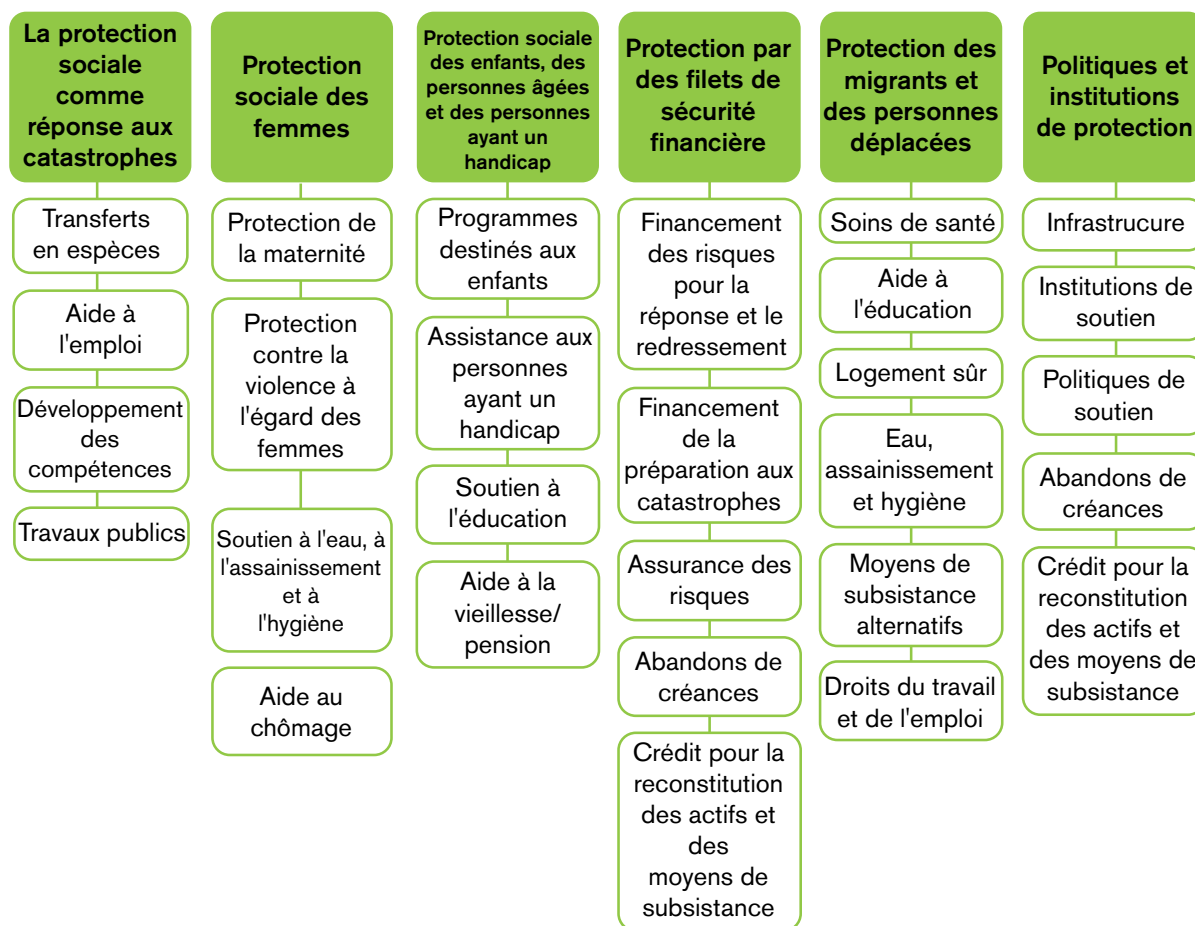 La protection
sociale
comme
réponse aux
catastrophes
Transferts
en espèces
Aide à
l'emploi
Développement
des
compétences
Travaux publics
Protection
sociale des
femmes
Protection de
la maternité
Protection
contre la
violence à
l'égard des
femmes
Soutien à l'eau, à
l'assainissement
et à
l'hygiène
Aide au
chômage
Protection sociale
des enfants, des
personnes âgées
et des personnes
ayant un
handicap
Programmes
destinés aux
enfants
Assistance aux
personnes
ayant un
handicap
Soutien à
l'éducation
Aide à la
vieillesse/
pension
Protection par
des filets de
sécurité
financière
Financement
des risques
pour la
réponse et le
redressement
Financement
de la
préparation aux
catastrophes
Assurance des
risques
Abandons de
créances
Crédit pour la
reconstitution
des actifs et
des
moyens de
subsistance
Protection des
migrants et
des personnes
déplacées
Soins de santé
Aide à
l'éducation
Logement sûr
Eau,
assainissement
et hygiène
Moyens de
subsistance
alternatifs
Droits du travail
et de l'emploi
Politiques et
institutions
de protection
Infrastrucure
Institutions de
soutien
Politiques de
soutien
Abandons de
créances
Crédit pour la
reconstitution
des actifs et
des moyens de
subsistance